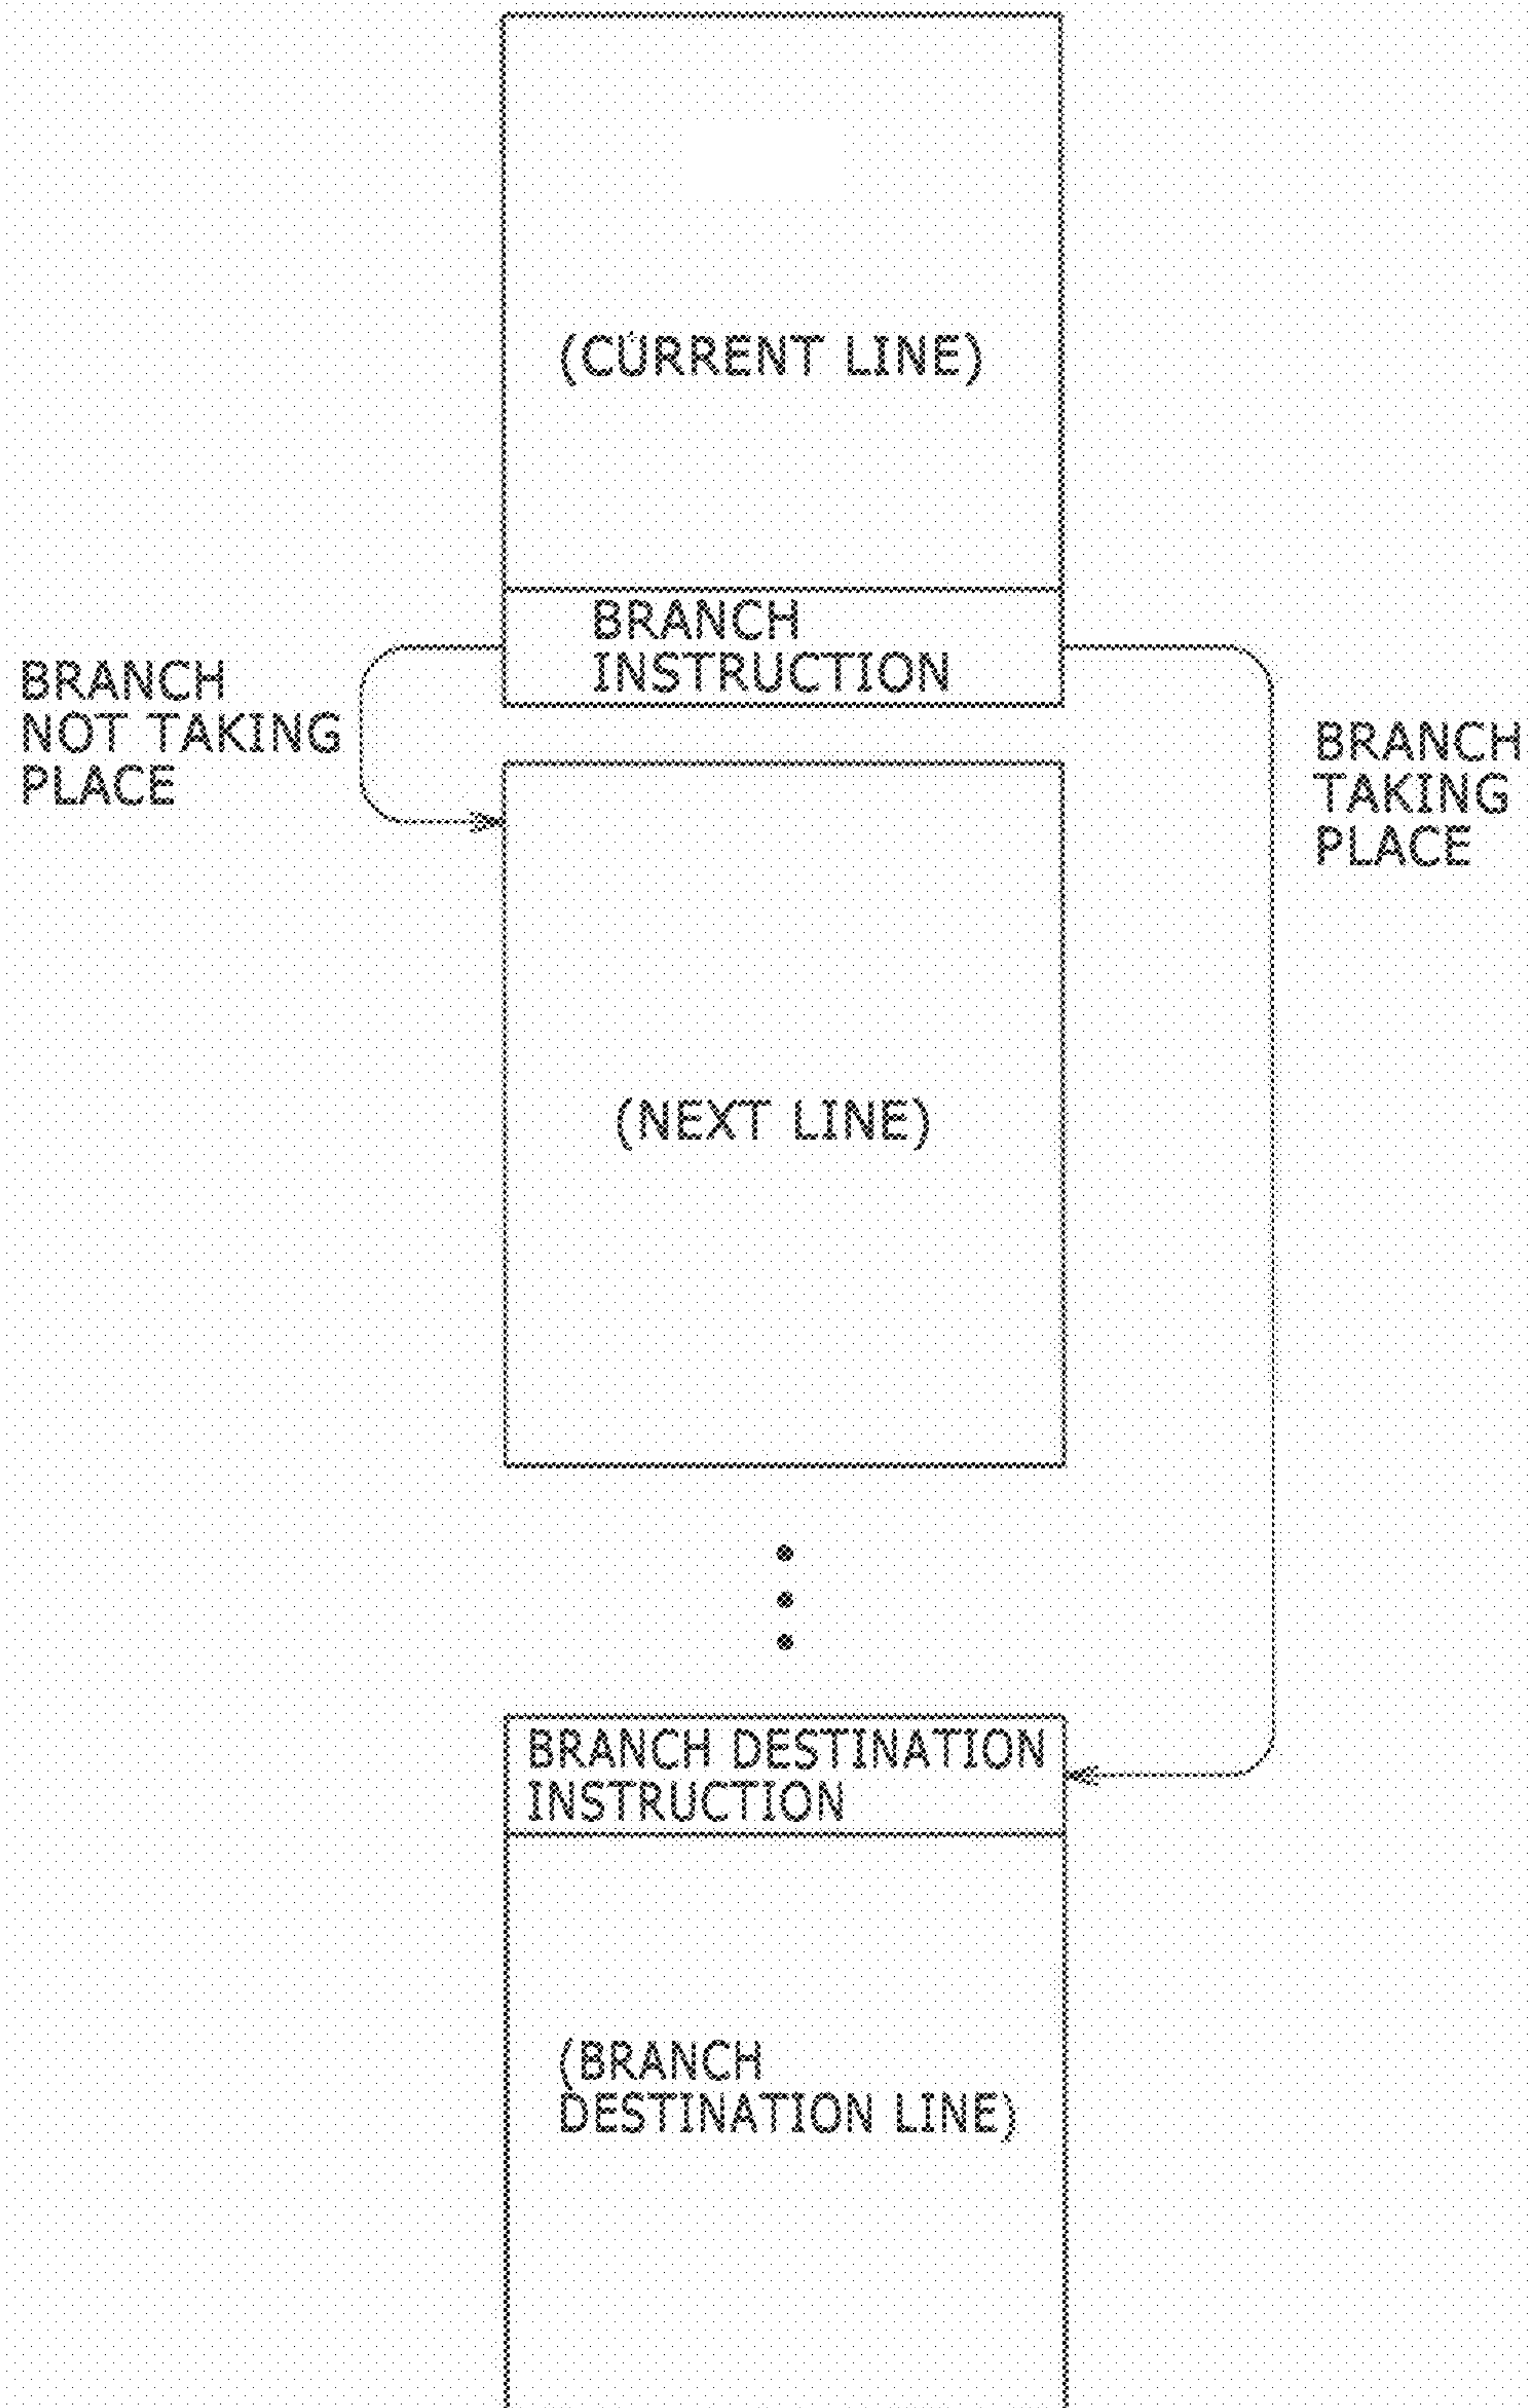 (CURRENT LINE)
BRANCH
INSTRUCTION
BRANCH
NOT TAKING
PLACE
BRANCH
TAKING
PLACE
(NEXT LINE)
BRANCH DESTINATION
INSTRUCTION
(BRANCH
DESTINATION LINE)